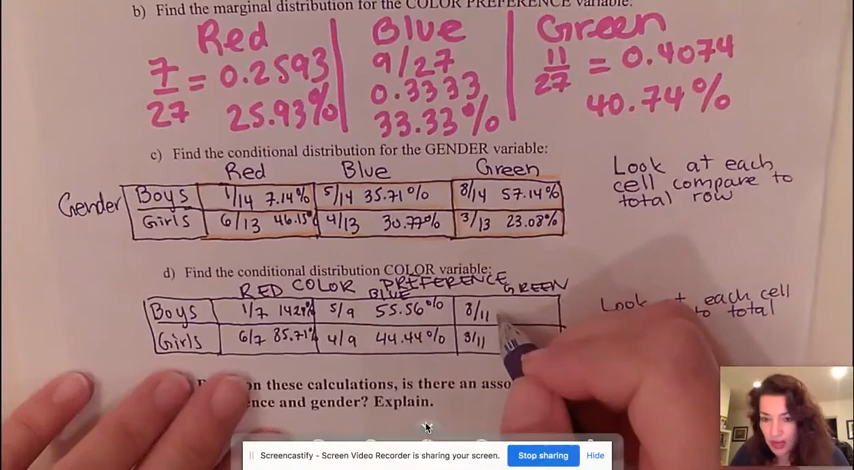 b) Find the marginal distribution for the COLOR PREFERENCE variable.
Red Blue Green
7/27 = 0.2593 9/27 11/27 = 0.4074
25.93% 0.3333 40.74%
33.33%
c) Find the conditional distribution for the GENDER variable:
Red Blue Green
Gender Boys 1/14 7.14% 5/14 35.71% 8/14 57.14%
Girls 6/13 46.15% 4/13 30.77% 3/13 23.08%
Look at each
cell compare to
total row
d) Find the conditional distribution COLOR variable:
PREFERENCE
RED COLOR BLUE GREEN
Boys 1/7 14.29% 5/9 55.56% 8/11
Girls 6/7 85.71% 4/9 44.44% 3/11
Look each cell
to total
on these calculations, is there an asso
nce and gender? Explain.
Screencastify - Screen Video Recorder is sharing your screen. Stop sharing Hide